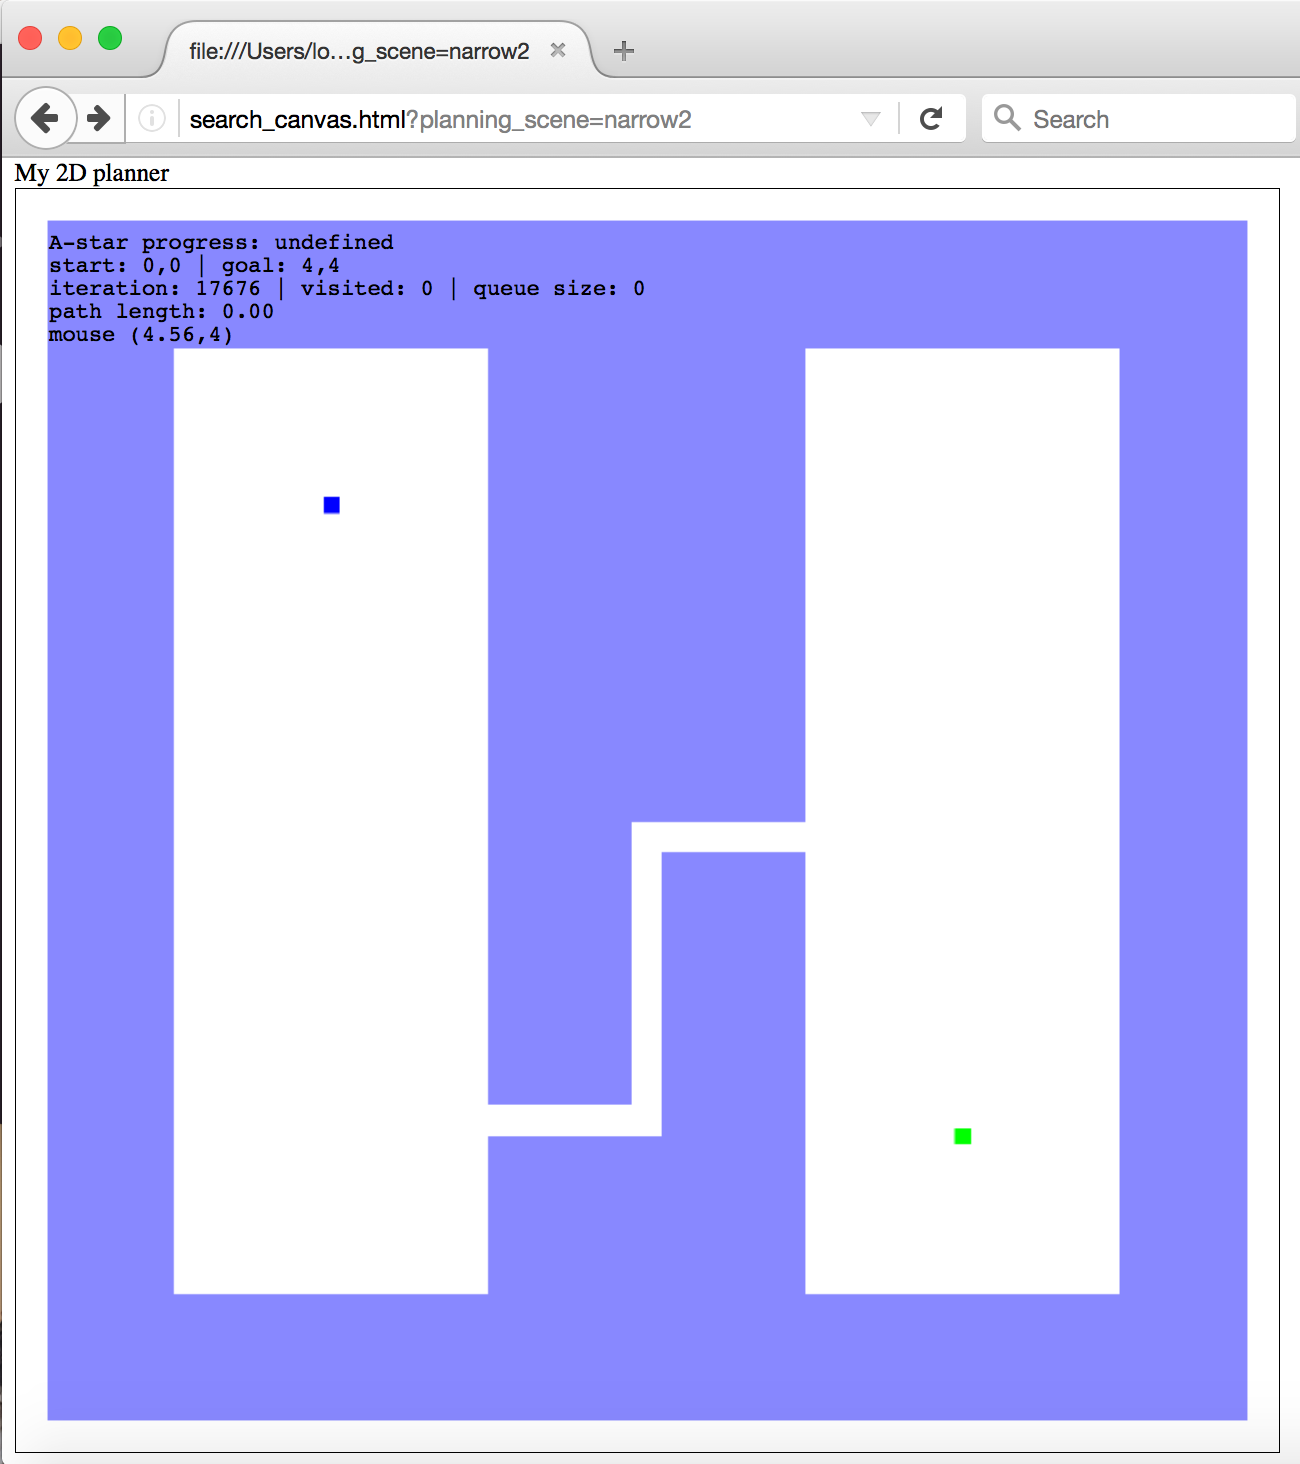 file:///Users/lo...g_scene=narrow2
search_canvas.html?planning_scene=narrow2
Search
My 2D planner
A-star progress: undefined
start: 0,0 | goal: 4,4
iteration: 17676 | visited: 0 | queue size: 0
path length: 0.00
mouse (4.56,4)